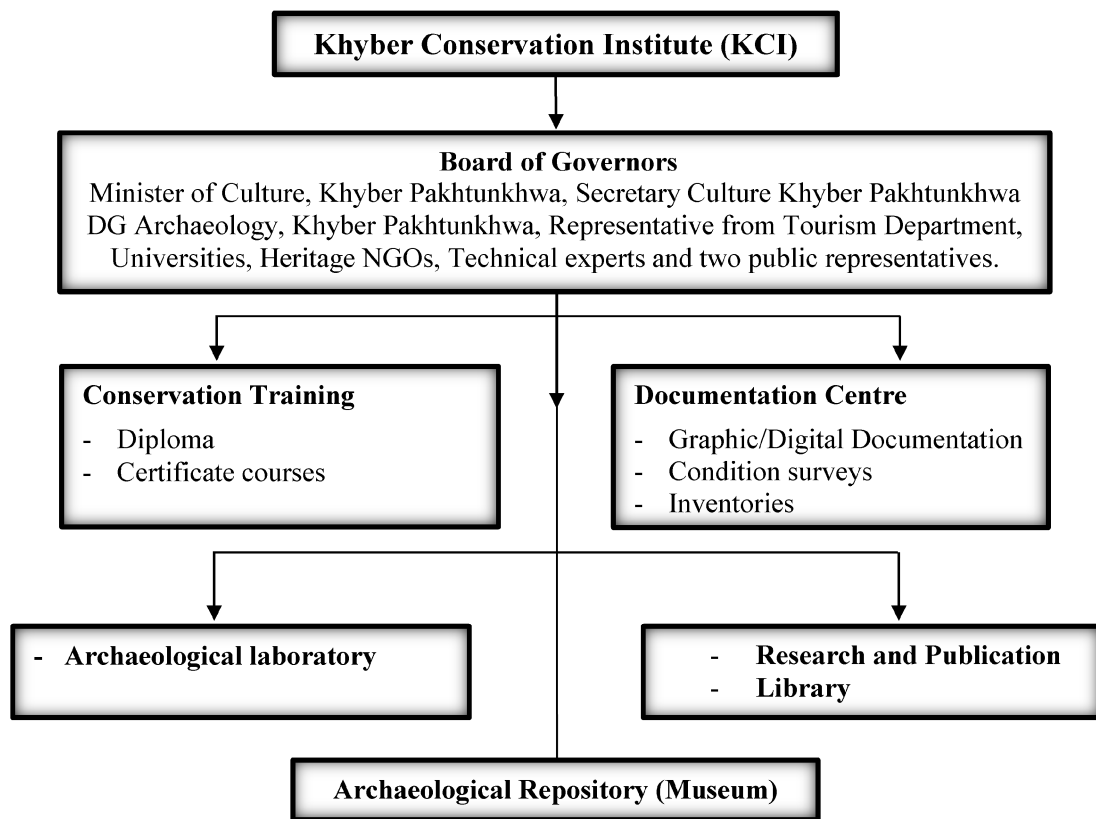 Khyber Conservation Institute (KCI)
Board of Governors
Minister of Culture, Khyber Pakhtunkhwa, Secretary Culture Khyber Pakhtunkhwa
DG Archaeology, Khyber Pakhtunkhwa, Representative from Tourism Department,
Universities, Heritage NGOs, Technical experts and two public representatives.
Conservation Training
- Diploma
- Certificate courses
Documentation Centre
- Graphic/Digital Documentation
- Condition surveys
- Inventories
- Archaeological laboratory
- Research and Publication
- Library
Archaeological Repository (Museum)